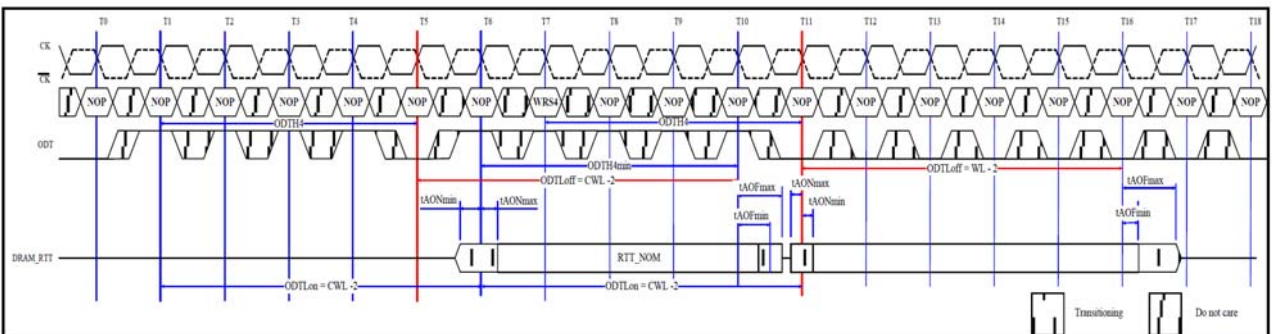 T0 T1 T2 T3 T4 T5 T6 T7 T8 T9 T10 T11 T12 T13 T14 T15 T16 T17 T18
CK
CK
NOP NOP NOP NOP NOP NOP NOP WRS4 NOP NOP NOP NOP NOP NOP NOP NOP NOP NOP NOP
ODTH4 ODTH4
ODT
ODTH4min
ODTLoff = WL - 2
ODTLoff = CWL -2
tAOFmax tAONmax tAOFmax
tAONmin tAONmax tAONmin
tAOFmin tAOFmin
DRAM_RTT RTT_NOM
ODTLon = CWL -2 ODTLon = CWL -2
Transitioning Do not care